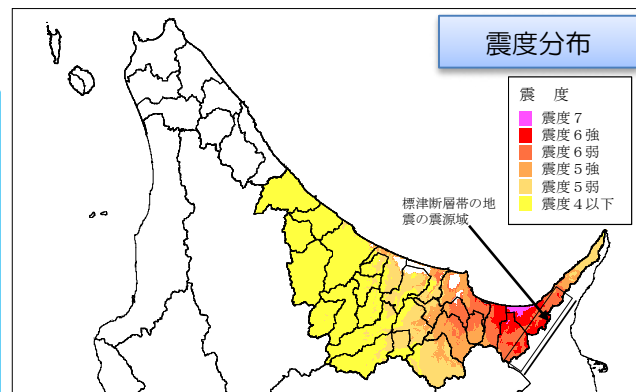 震度分布
震　度
震度７
震度６強
震度６弱
震度５強
震度５弱
震度４以下
標津断層帯の地
震の震源域